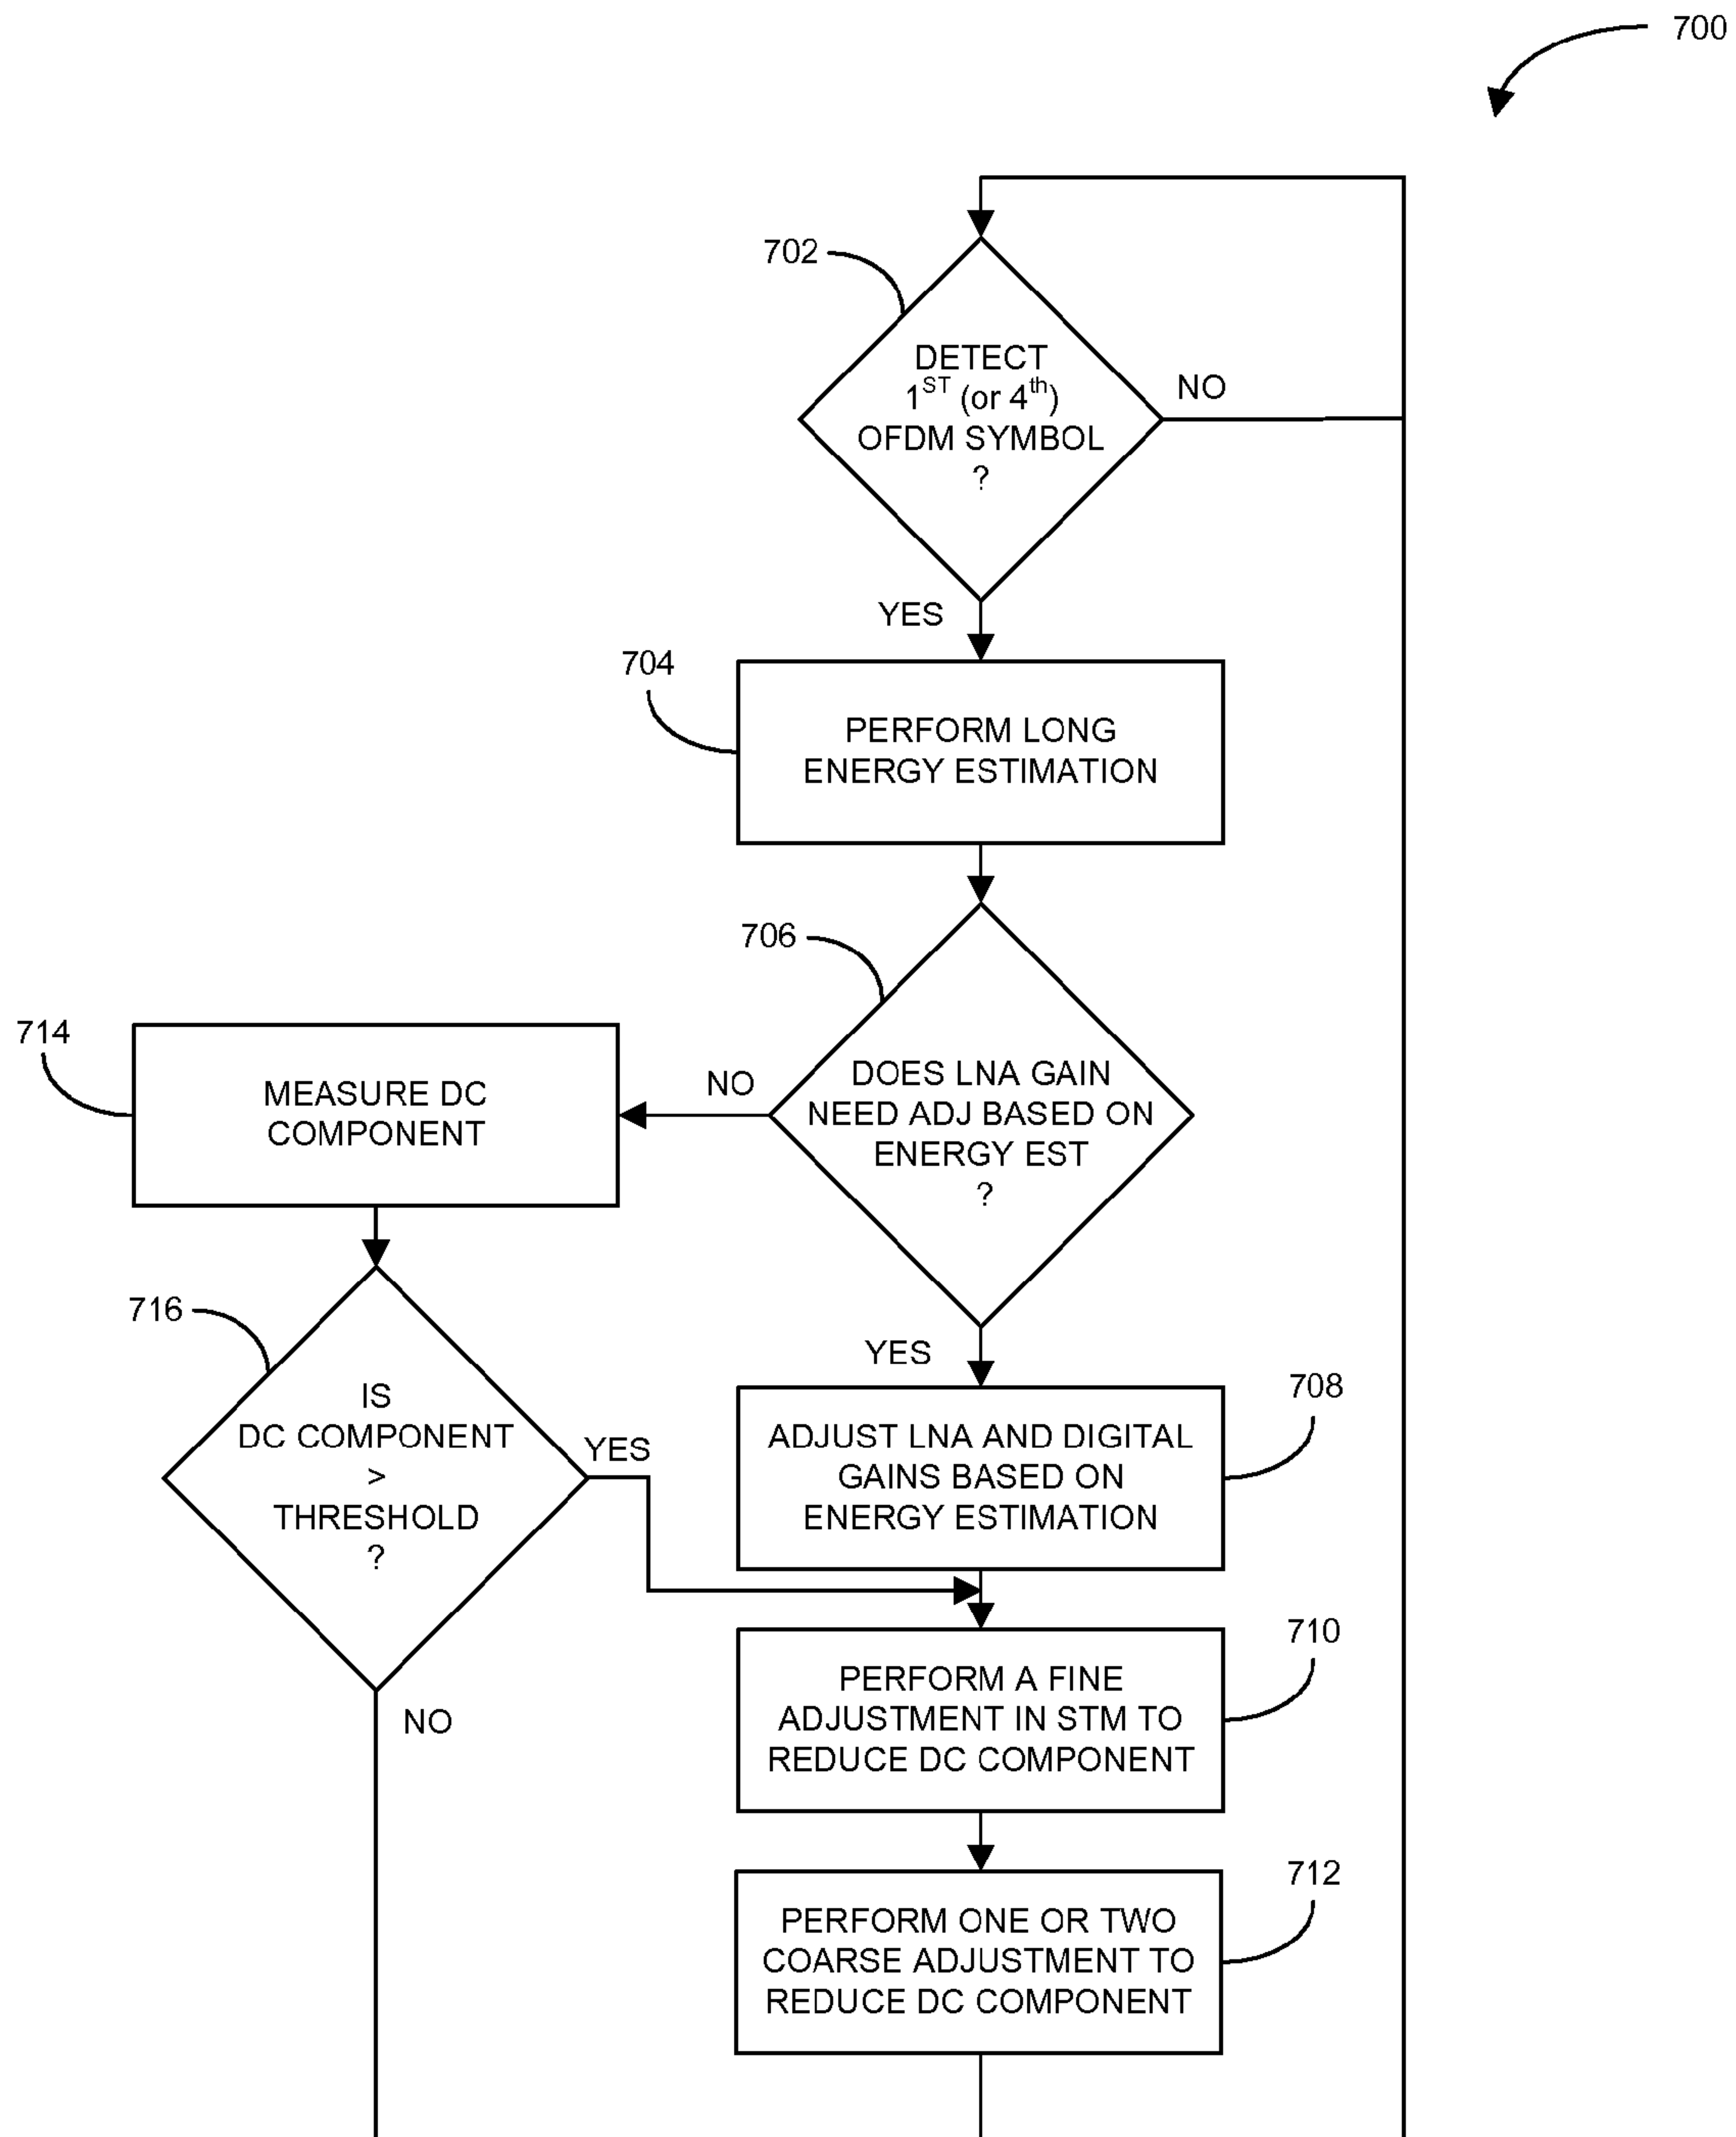 700
702
DETECT
1ST (or 4th)
OFDM SYMBOL
?
NO
YES
704
PERFORM LONG
ENERGY ESTIMATION
706
DOES LNA GAIN
NEED ADJ BASED ON
ENERGY EST
?
NO
714
MEASURE DC
COMPONENT
716
IS
DC COMPONENT
>
THRESHOLD
?
YES
NO
YES
708
ADJUST LNA AND DIGITAL
GAINS BASED ON
ENERGY ESTIMATION
710
PERFORM A FINE
ADJUSTMENT IN STM TO
REDUCE DC COMPONENT
712
PERFORM ONE OR TWO
COARSE ADJUSTMENT TO
REDUCE DC COMPONENT